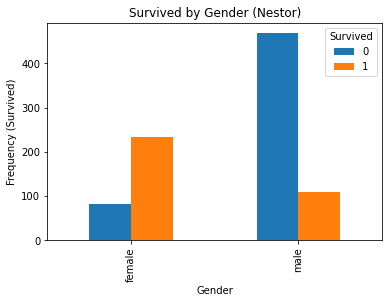 Survived by Gender (Nestor)
Survived
0
1
Frequency (Survived)
400
300
200
100
0
female
male
Gender